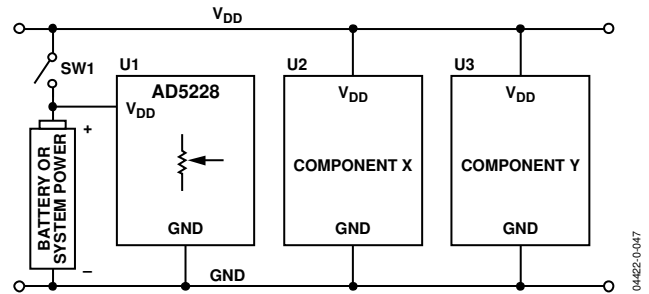 VDD
SW1
U1
AD5228
VDD
GND
U2
VDD
COMPONENT X
GND
U3
VDD
COMPONENT Y
GND
+
BATTERY OR
SYSTEM POWER
–
GND
04422-0-047